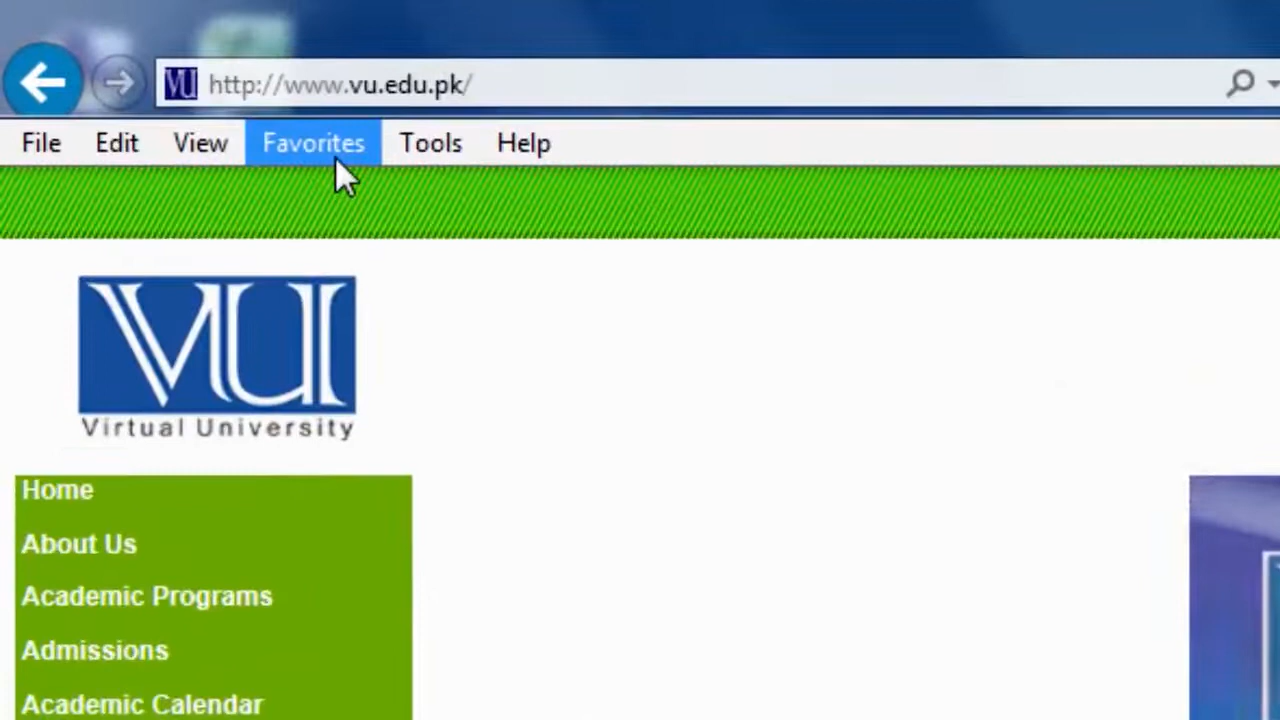 VU http://www.vu.edu.pk/
File Edit View Favorites Tools Help
VU
Virtual University
Home
About Us
Academic Programs
Admissions
Academic Calendar